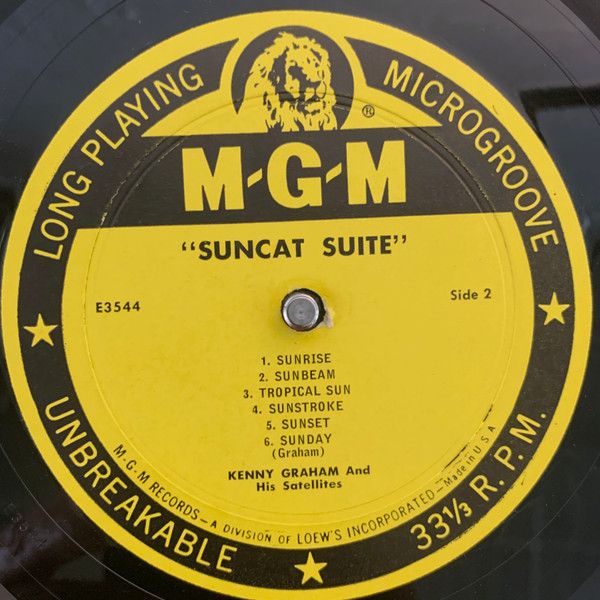 LONG PLAYING
MICROGROOVE
®
M-G-M
"SUNCAT SUITE"
E3544
Side 2
1. SUNRISE
2. SUNBEAM
3. TROPICAL SUN
4. SUNSTROKE
5. SUNSET
6. SUNDAY
(Graham)
KENNY GRAHAM And
His Satellites
M-G-M RECORDS – A DIVISION OF LOEW'S INCORPORATED – Made in U S A
UNBREAKABLE
33⅓ R.P.M.